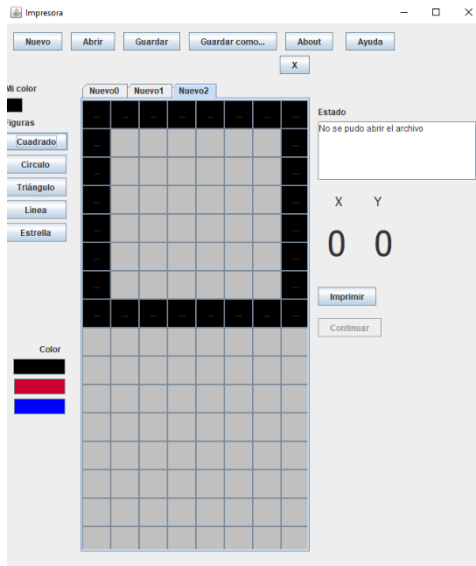 Impresora
Nuevo Abrir Guardar Guardar como... About Ayuda
X
Mi color
Nuevo0 Nuevo1 Nuevo2
Figuras
Cuadrado
Círculo
Triángulo
Línea
Estrella
Color
Estado
No se pudo abrir el archivo
X Y
0 0
Imprimir
Continuar